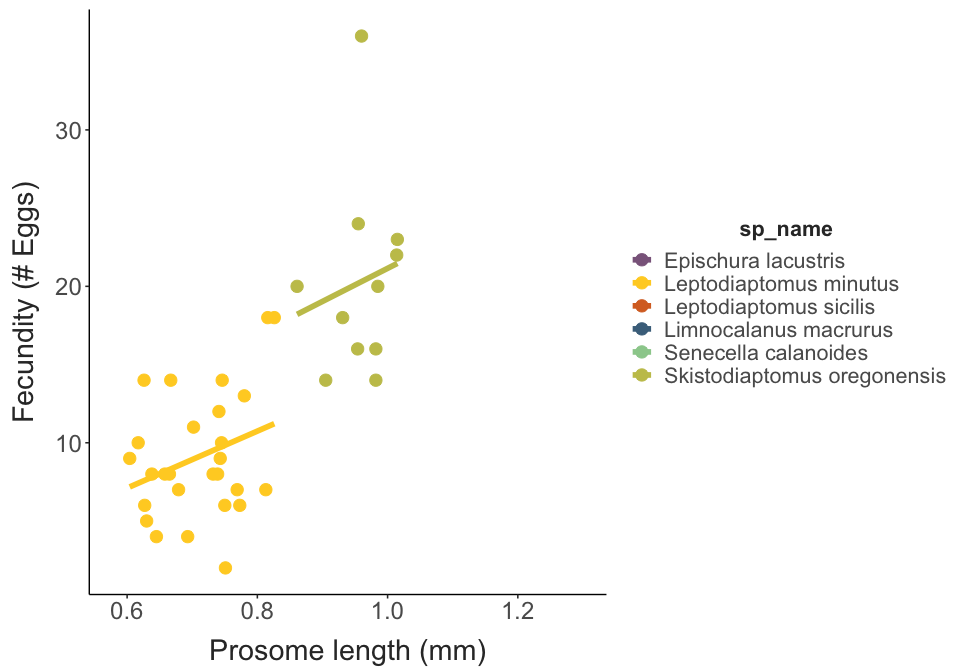 Fecundity (# Eggs)
30
20
10
0.6 0.8 1.0 1.2
Prosome length (mm)
sp_name
Epischura lacustris
Leptodiaptomus minutus
Leptodiaptomus sicilis
Limnocalanus macrurus
Senecella calanoides
Skistodiaptomus oregonensis